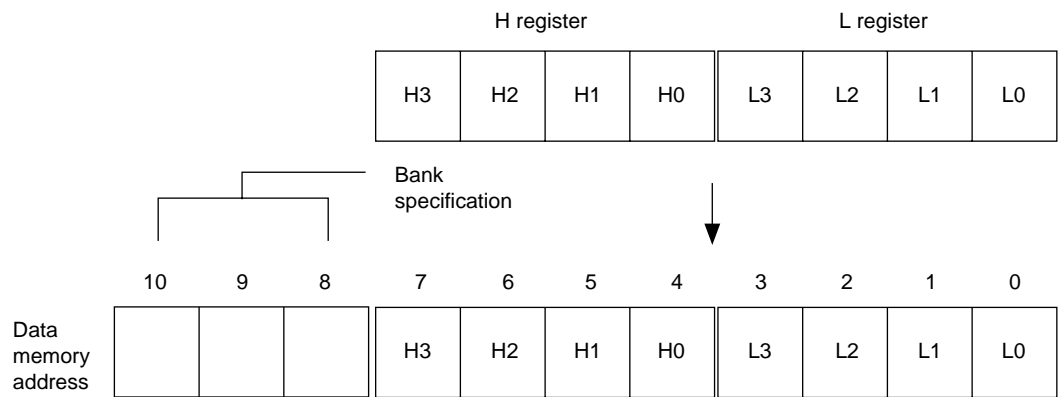 H register L register
H3 H2 H1 H0 L3 L2 L1 L0
Bank
specification
10 9 8 7 6 5 4 3 2 1 0
Data
memory
address
H3 H2 H1 H0 L3 L2 L1 L0